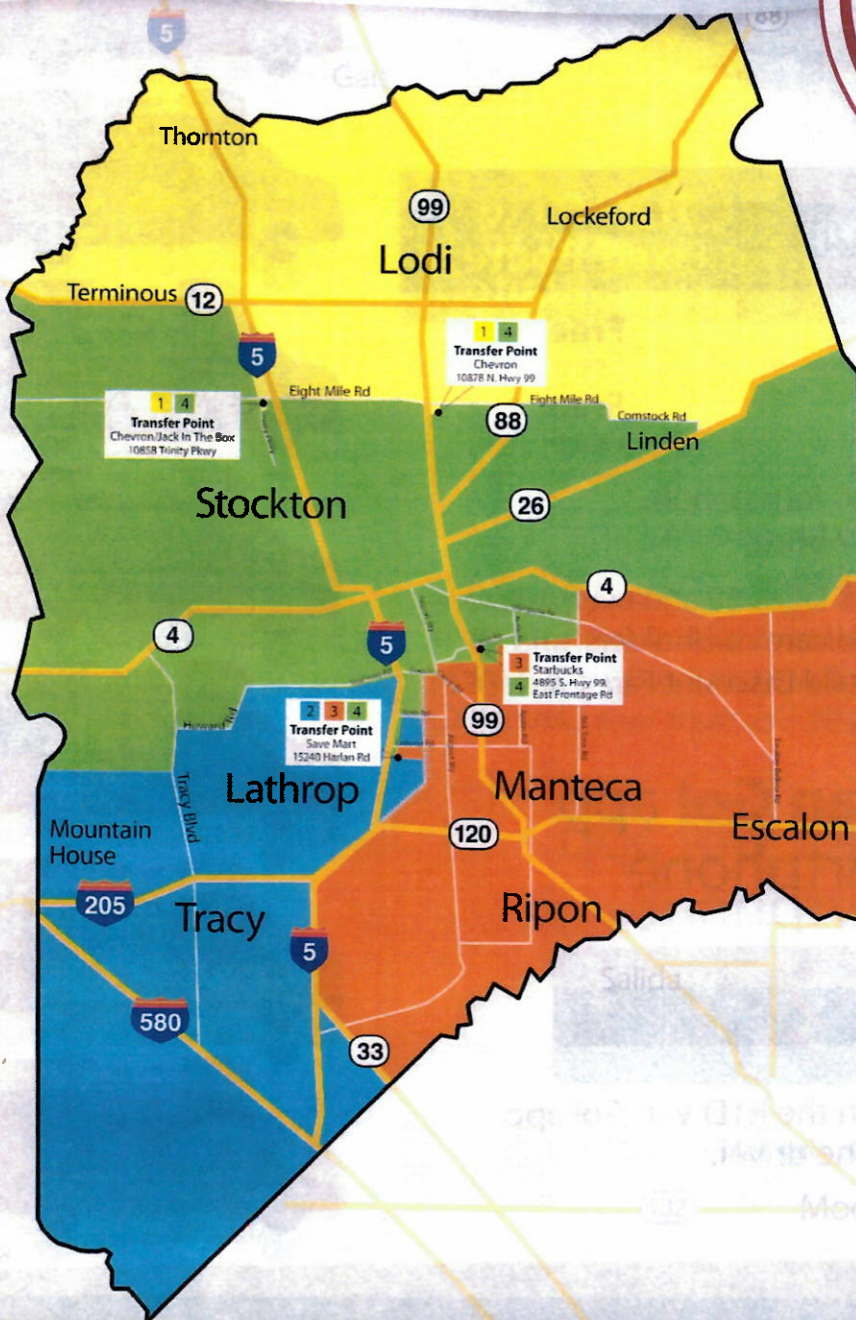 5
88
Thornton
99
Lockeford
Lodi
Terminous
12
1 4
Transfer Point
Chevron
10878 N. Hwy 99
5
Eight Mile Rd
1 4
Transfer Point
Chevron/Jack In The Box
10858 Trinity Pkwy
Eight Mile Rd
88
Comstock Rd
Linden
Stockton
26
4
4
5
3
4
Transfer Point
Starbucks
4895 S. Hwy 99
East Frontage Rd
Howard Rd
2 3 4
Transfer Point
Save Mart
15240 Harlan Rd
99
Lathrop
Manteca
Tracy Blvd
Mountain
House
120
Escalon
205
Tracy
Ripon
5
Salida
580
33